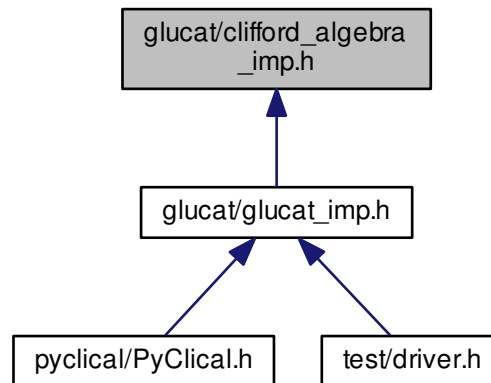 glucat/clifford_algebra
_imp.h
glucat/glucat_imp.h
pyclical/PyClical.h
test/driver.h